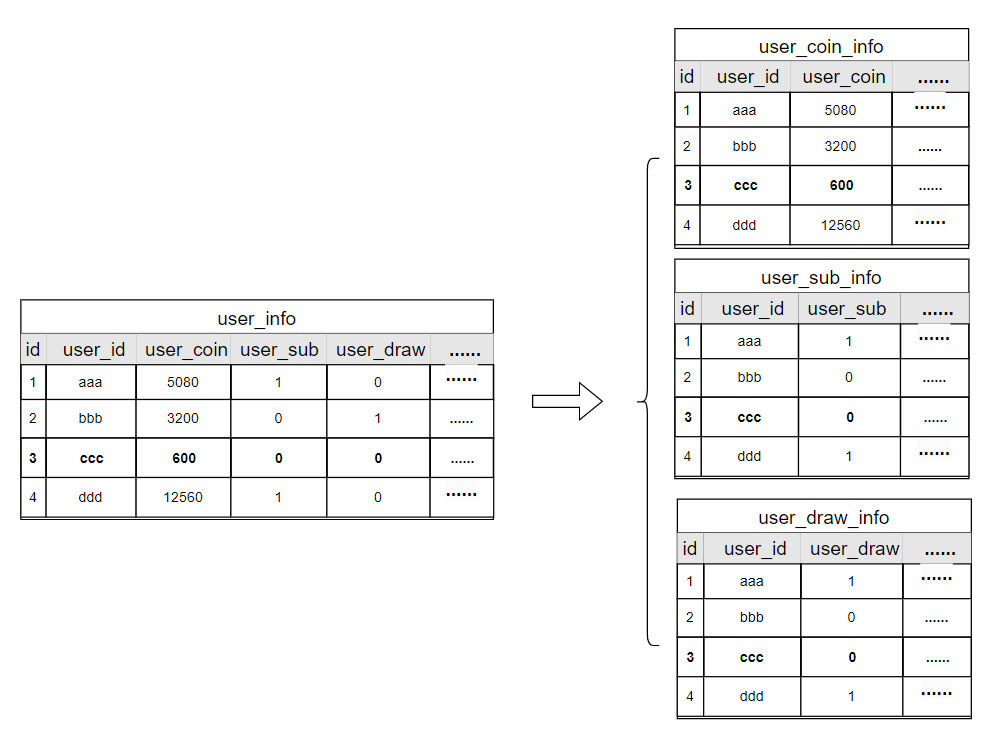 user_info
id user_id user_coin user_sub user_draw ......
1 aaa 5080 1 0 ......
2 bbb 3200 0 1 ......
3 ccc 600 0 0 ......
4 ddd 12560 1 0 ......
user_coin_info
id user_id user_coin ......
1 aaa 5080 ......
2 bbb 3200 ......
3 ccc 600 ......
4 ddd 12560 ......
user_sub_info
id user_id user_sub ......
1 aaa 1 ......
2 bbb 0 ......
3 ccc 0 ......
4 ddd 1 ......
user_draw_info
id user_id user_draw ......
1 aaa 1 ......
2 bbb 0 ......
3 ccc 0 ......
4 ddd 1 ......